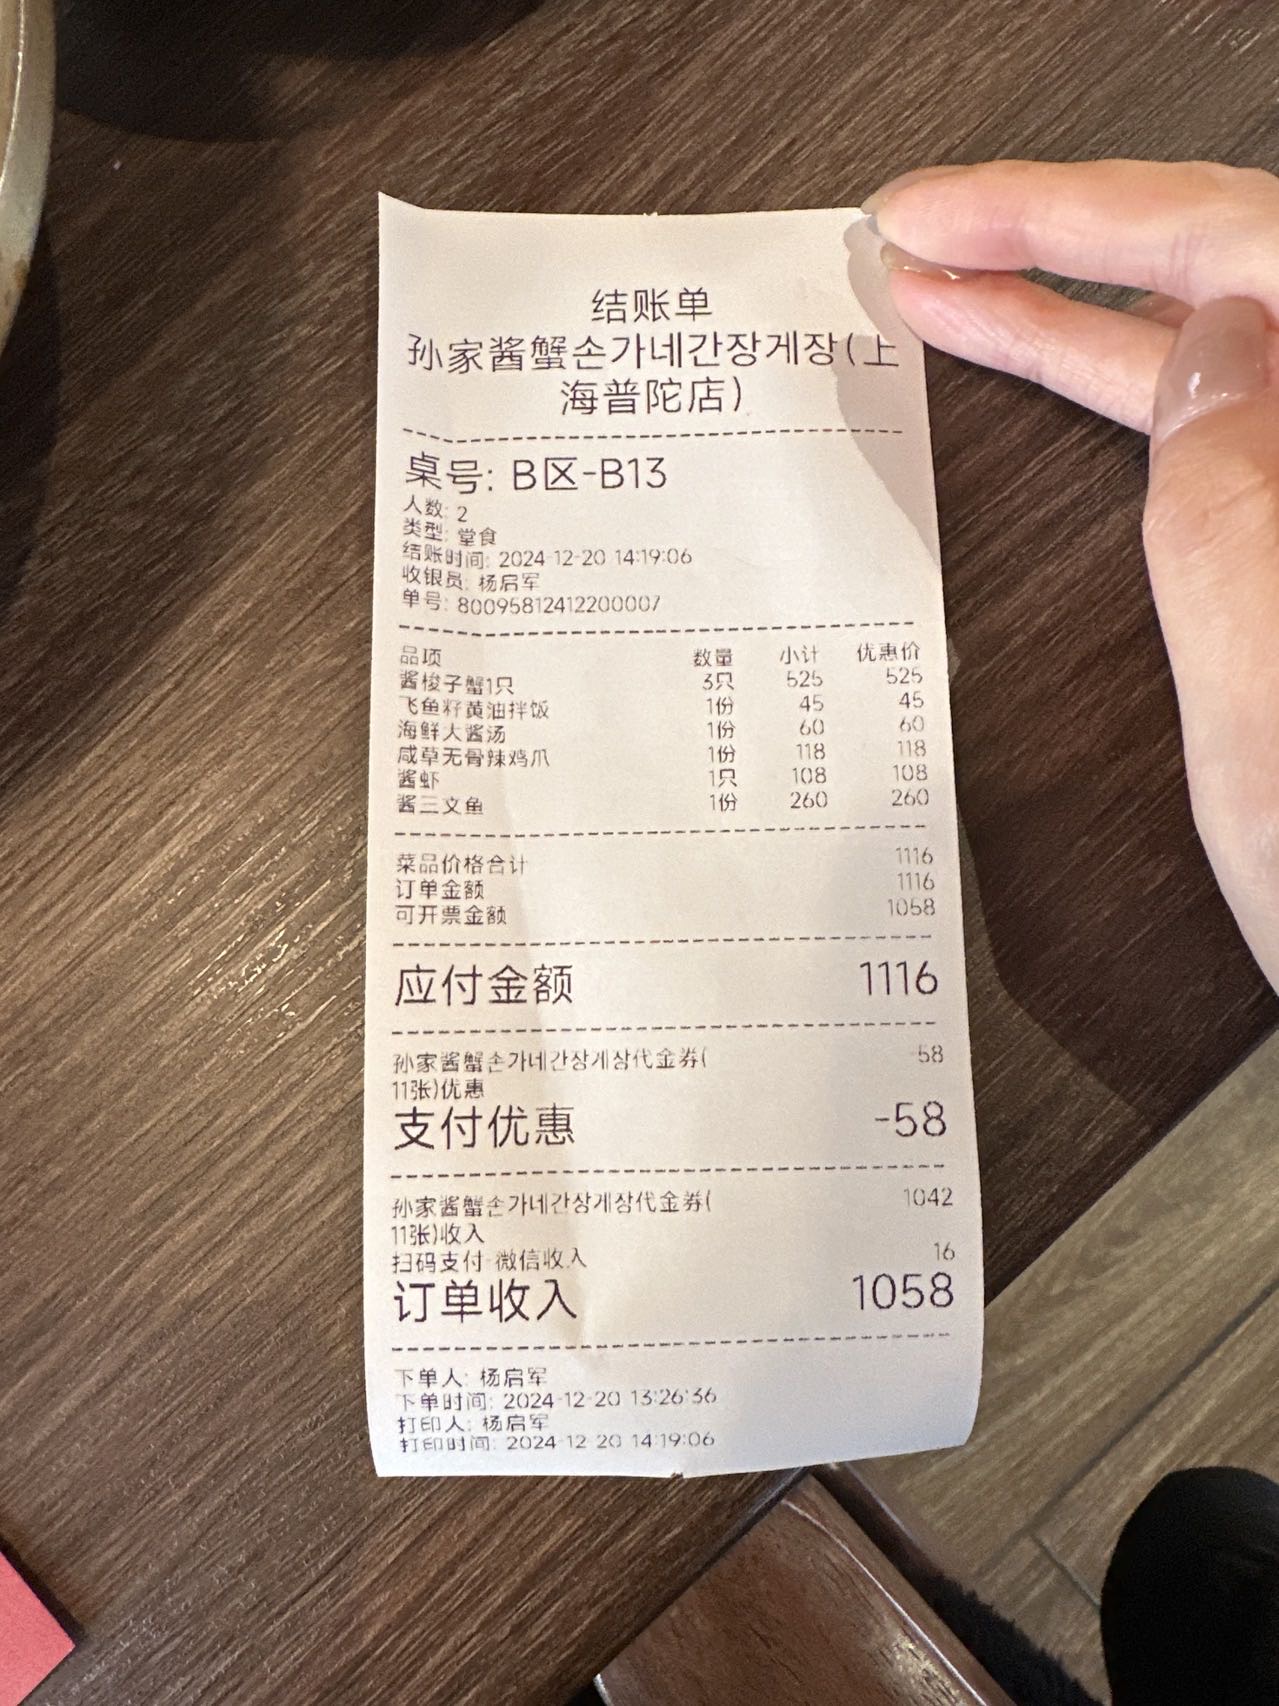 结账单
孙家酱蟹손가네간장게장(上
海普陀店)
桌号: B区-B13
人数: 2
类型: 堂食
结账时间: 2024-12-20 14:19:06
收银员: 杨启军
单号: 80095812412200007
品项 数量 小计 优惠价
酱梭子蟹1只 3只 525 525
飞鱼籽黄油拌饭 1份 45 45
海鲜大酱汤 1份 60 60
咸草无骨辣鸡爪 1份 118 118
酱虾 1只 108 108
酱三文鱼 1份 260 260
菜品价格合计 1116
订单金额 1116
可开票金额 1058
应付金额 1116
孙家酱蟹손가네간장게장代金券( 58
11张)优惠
支付优惠 -58
孙家酱蟹손가네간장게장代金券( 1042
11张)收入
扫码支付-微信收入 16
订单收入 1058
下单人: 杨启军
下单时间: 2024-12-20 13:26:36
打印人: 杨启军
打印时间: 2024-12-20 14:19:06